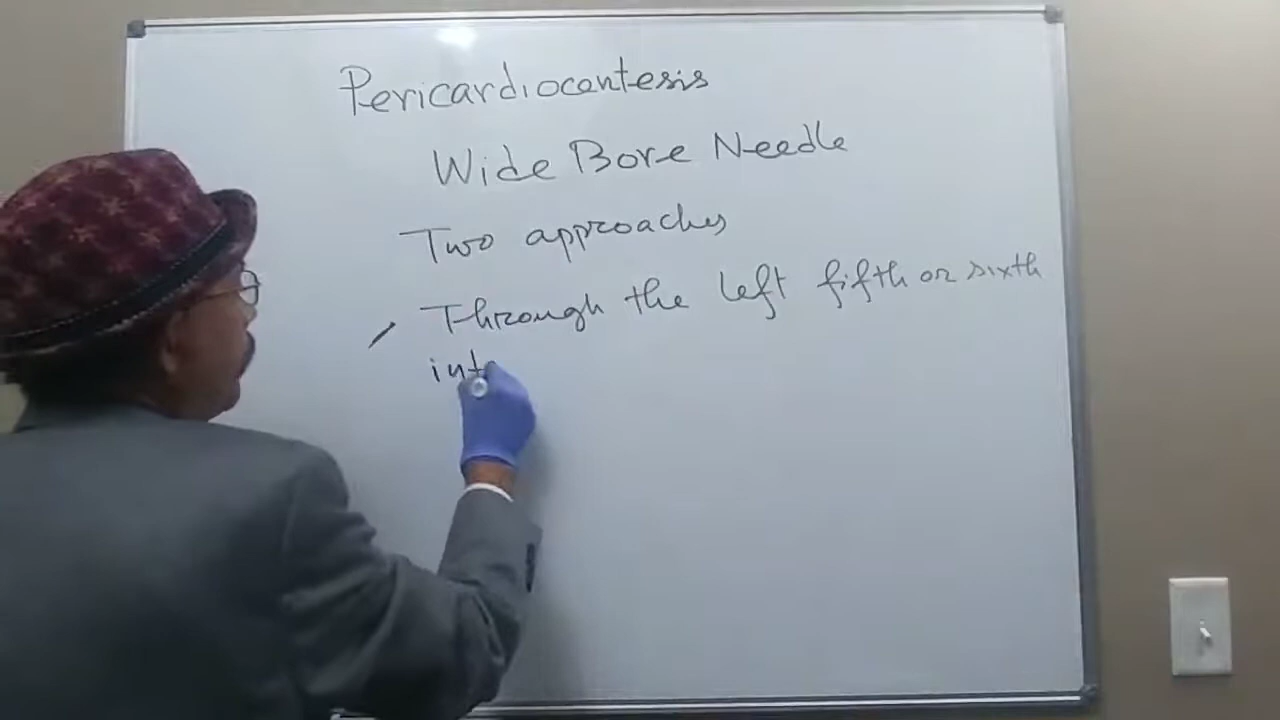 Pericardiocentesis
Wide Bore Needle
Two approaches
Through the left fifth or sixth
int